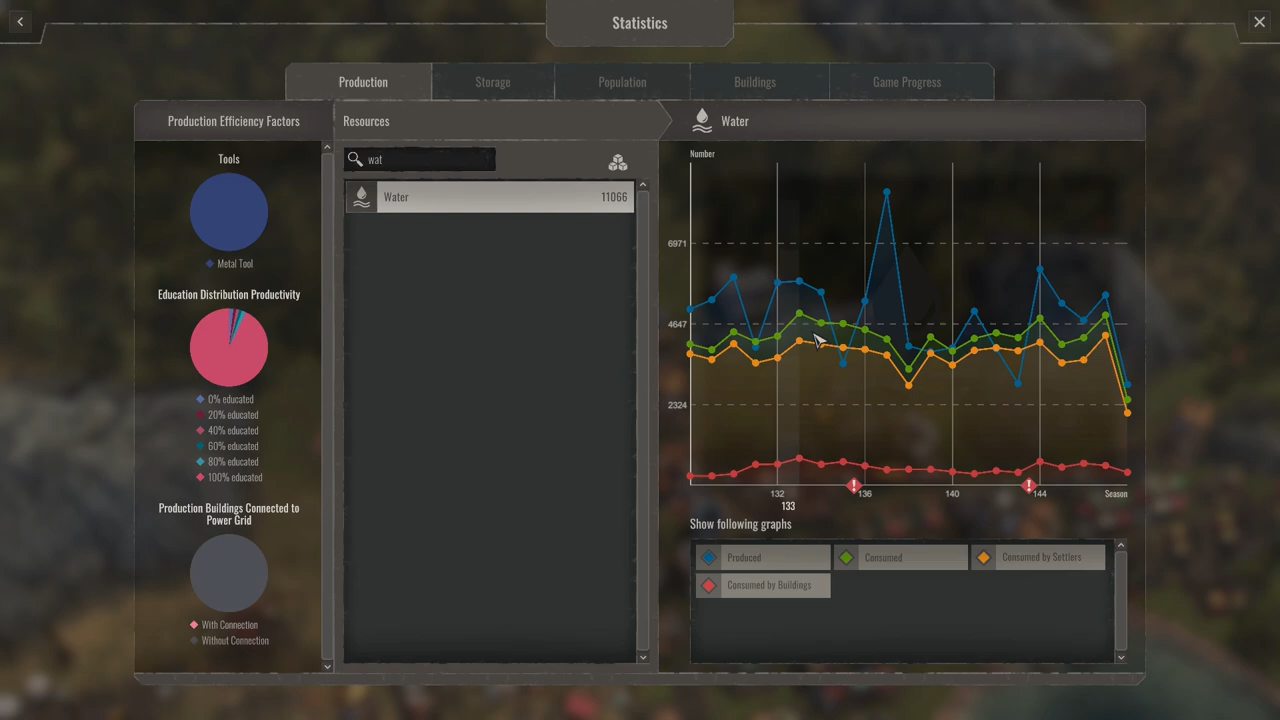 Statistics
Production
Storage
Population
Buildings
Game Progress
Production Efficiency Factors
Resources
Water
Tools
Metal Tool
Education Distribution Productivity
0% educated
20% educated
40% educated
60% educated
80% educated
100% educated
Production Buildings Connected to
Power Grid
With Connection
Without Connection
wat
Water 11066
Number
6971
4647
2324
132
136
140
144
Season
133
Show following graphs
Produced
Consumed
Consumed by Settlers
Consumed by Buildings